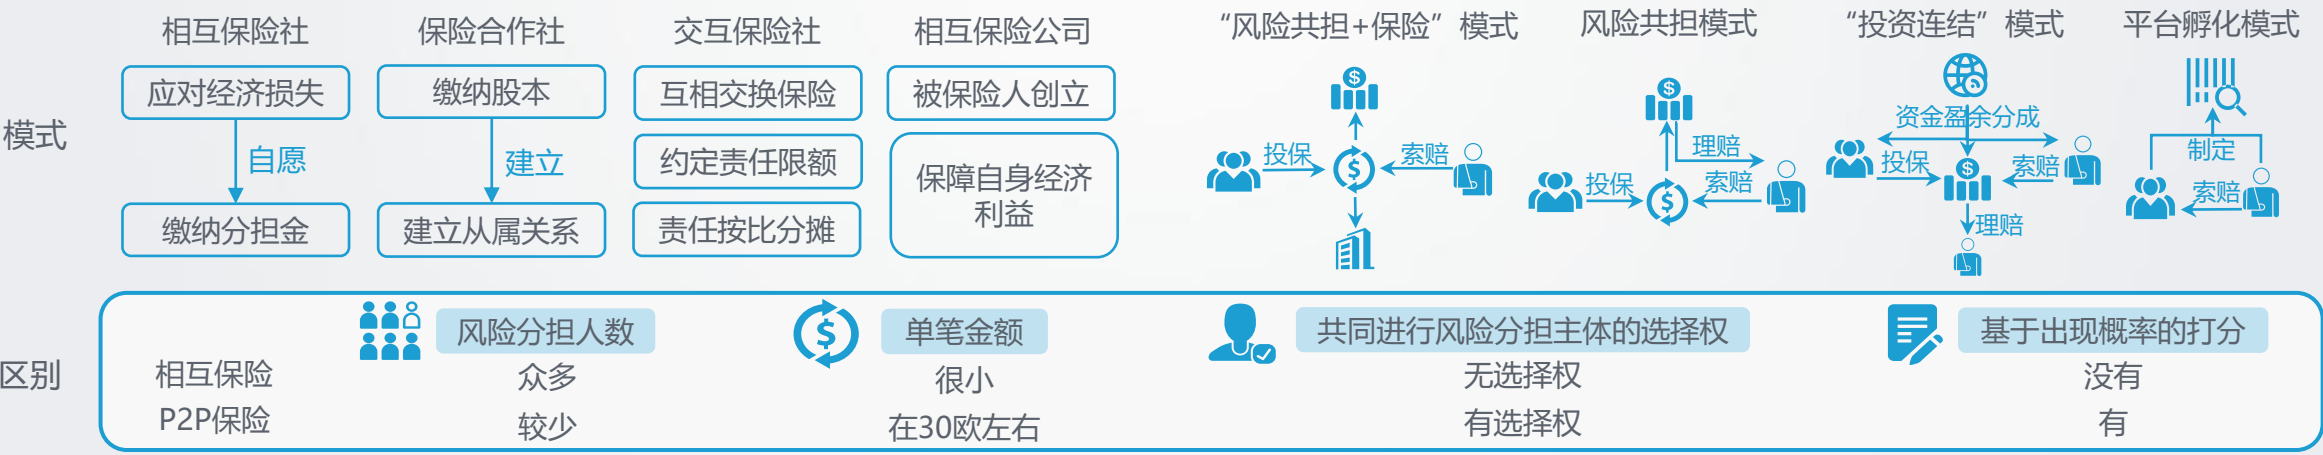 模式
相互保险社
应对经济损失
自愿
缴纳分担金
保险合作社
缴纳股本
建立
建立从属关系
交互保险社
互相交换保险
约定责任限额
责任按比分摊
相互保险公司
被保险人创立
保障自身经济
利益
“风险共担+保险”模式
投保
索赔
风险共担模式
理赔
投保
索赔
“投资连结”模式
资金盈余分成
投保
索赔
理赔
平台孵化模式
制定
索赔
区别
风险分担人数
单笔金额
共同进行风险分担主体的选择权
基于出现概率的打分
相互保险
众多
很小
无选择权
没有
P2P保险
较少
在30欧左右
有选择权
有